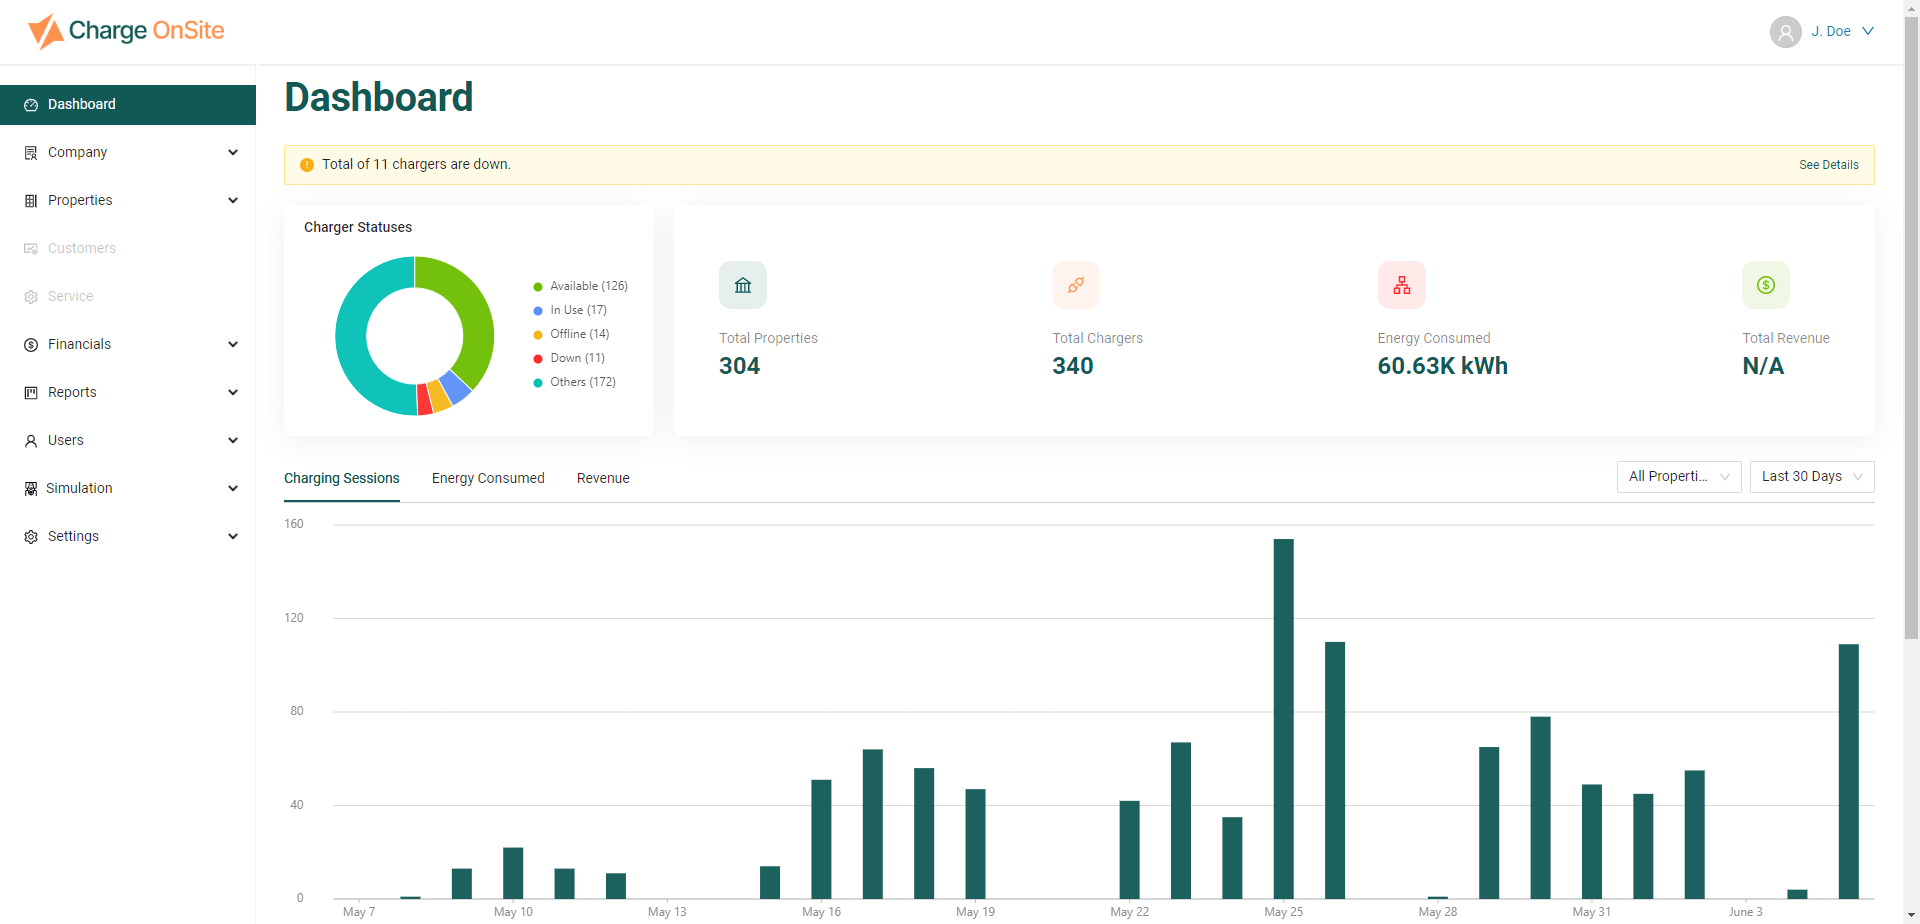 Charge OnSite
J. Doe
Dashboard
Company
Properties
Customers
Service
Financials
Reports
Users
Simulation
Settings
Dashboard
Total of 11 chargers are down.
See Details
Charger Statuses
Available (126)
In Use (17)
Offline (14)
Down (11)
Others (172)
Total Properties
304
Total Chargers
340
Energy Consumed
60.63K kWh
Total Revenue
N/A
Charging Sessions
Energy Consumed
Revenue
All Properti...
Last 30 Days
160
120
80
40
0
May 7
May 10
May 13
May 16
May 19
May 22
May 25
May 28
May 31
June 3